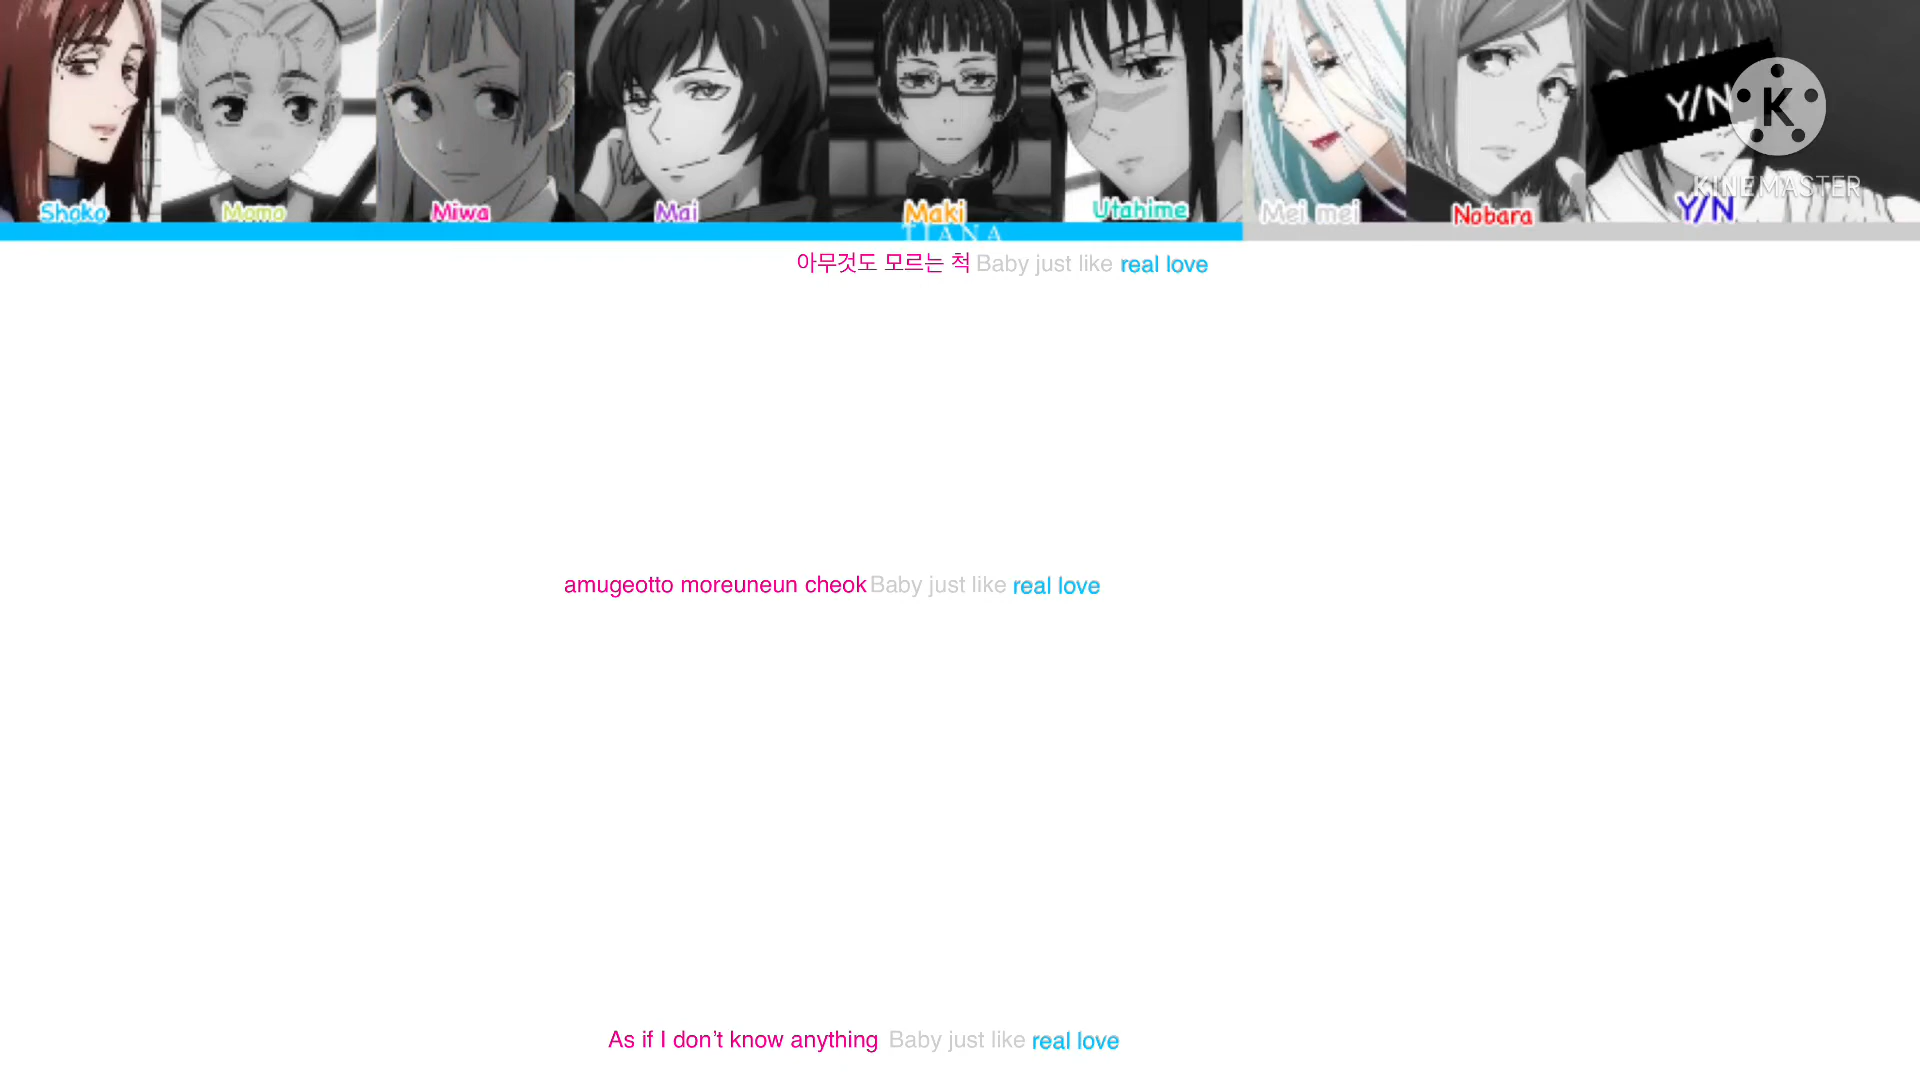 Y/N
K
KINEMASTER
Shoko Momo Miwa Mai Maki Utahime Mei mei Nobara Y/N
TIANA
아무것도 모르는 척 Baby just like real love
amugeotto moreuneun cheok Baby just like real love
As if I don’t know anything Baby just like real love